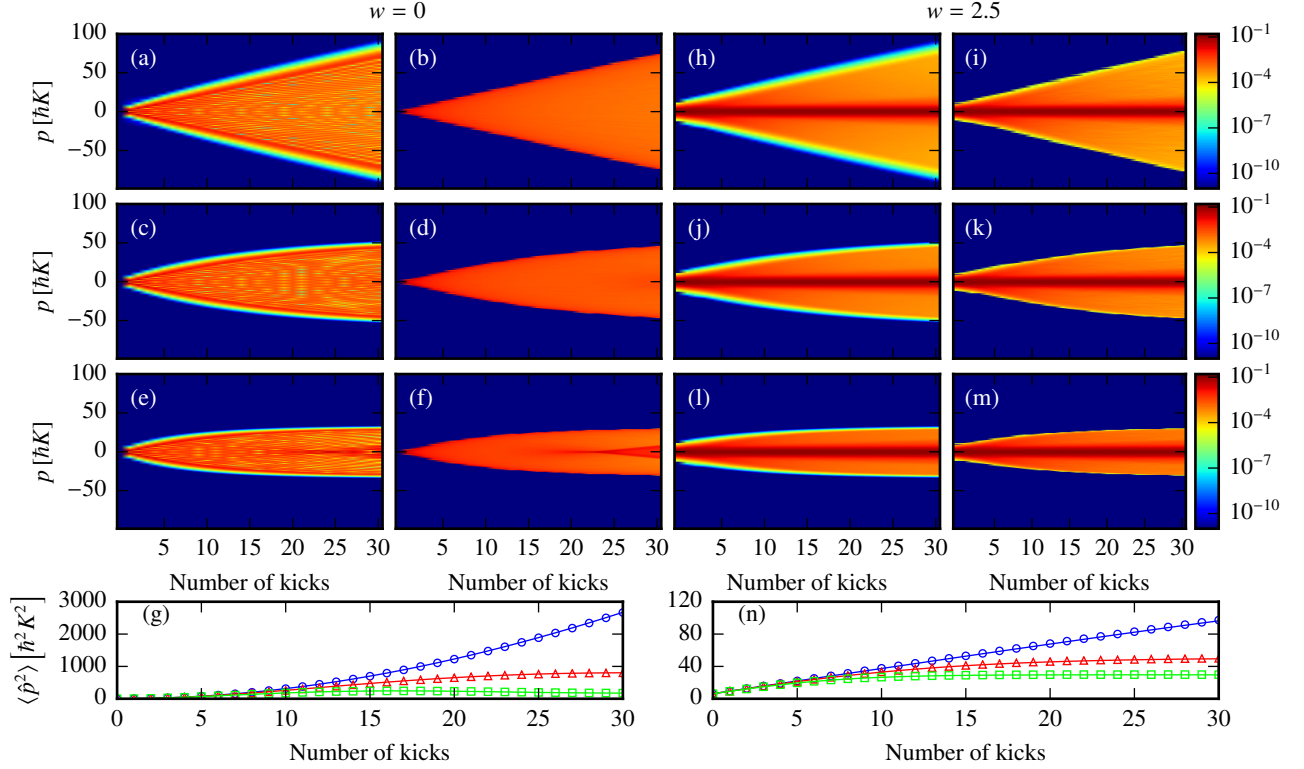 w = 0
w = 2.5
100
50
0
−50
p [ℏK]
(a)
(b)
(h)
(i)
10⁻¹
10⁻⁴
10⁻⁷
10⁻¹⁰
100
50
0
−50
p [ℏK]
(c)
(d)
(j)
(k)
10⁻¹
10⁻⁴
10⁻⁷
10⁻¹⁰
100
50
0
−50
p [ℏK]
(e)
(f)
(l)
(m)
10⁻¹
10⁻⁴
10⁻⁷
10⁻¹⁰
5 10 15 20 25 30
5 10 15 20 25 30
5 10 15 20 25 30
5 10 15 20 25 30
Number of kicks
Number of kicks
Number of kicks
Number of kicks
⟨p̂²⟩ [ℏ²K²]
3000
2000
1000
0
(g)
0 5 10 15 20 25 30
Number of kicks
120
80
40
0
(n)
0 5 10 15 20 25 30
Number of kicks